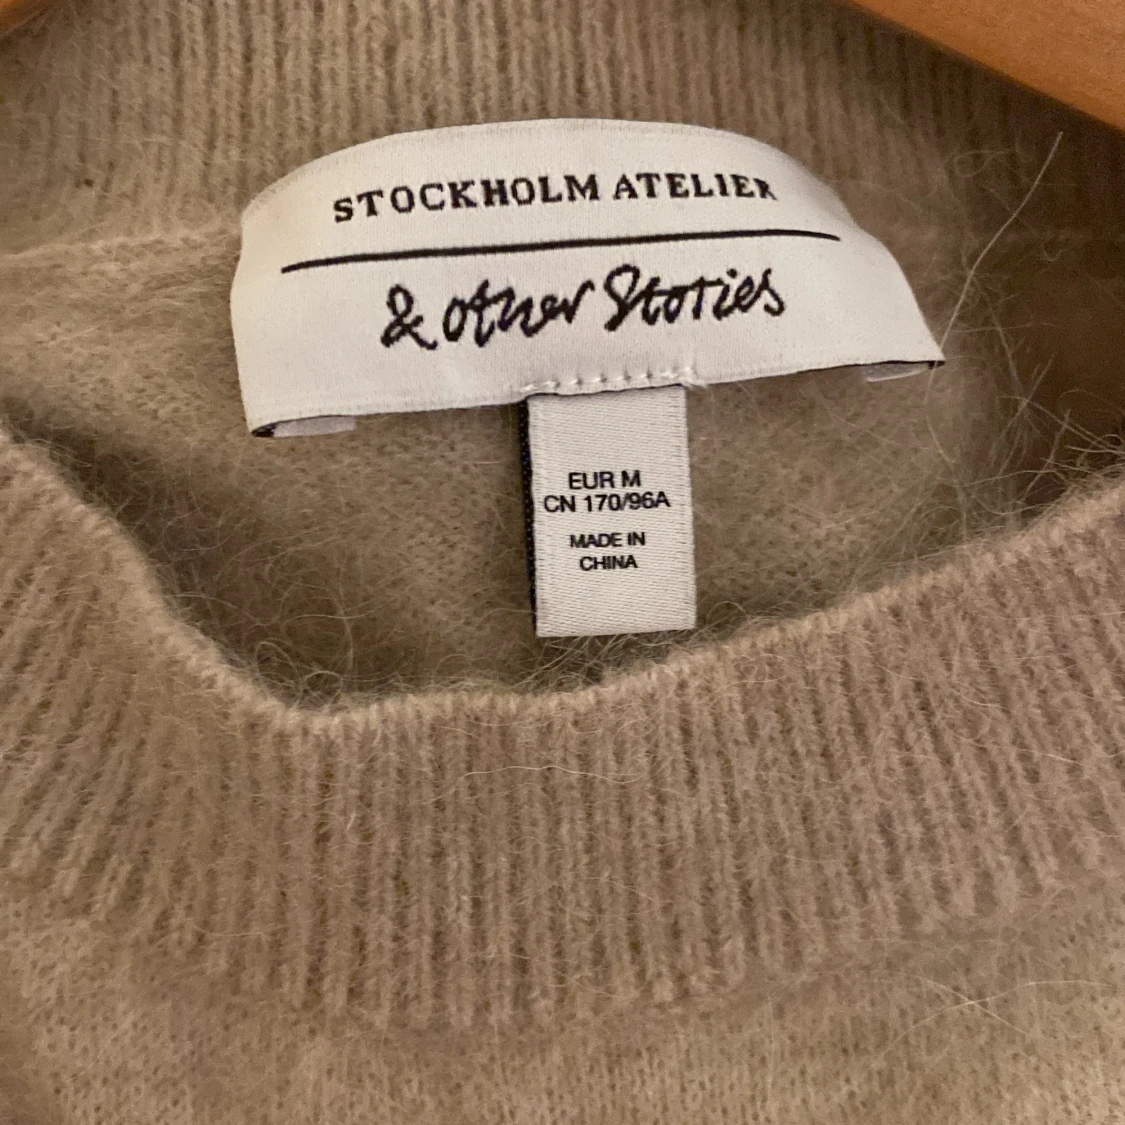 STOCKHOLM ATELIER
& other Stories
EUR M
CN 170/96A
MADE IN
CHINA